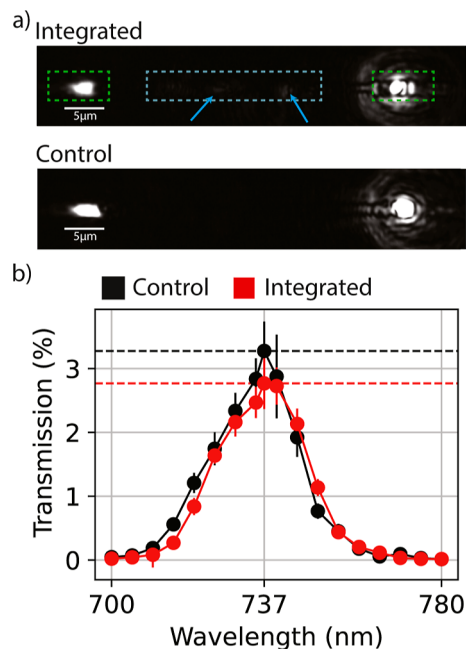 a)
Integrated
5μm
Control
5μm
b)
Control Integrated
Transmission (%)
3
2
1
0
700 737 780
Wavelength (nm)